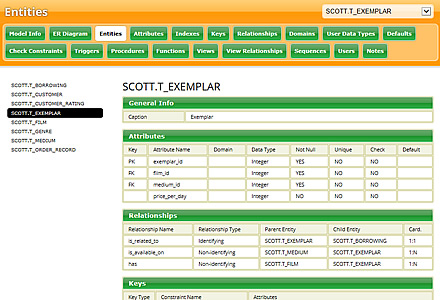 Entities
SCOTT.T_EXEMPLAR
Model Info ER Diagram Entities Attributes Indexes Keys Relationships Domains User Data Types Defaults
Check Constraints Triggers Procedures Functions Views View Relationships Sequences Users Notes
SCOTT.T_BORROWING
SCOTT.T_CUSTOMER
SCOTT.T_CUSTOMER_RATING
SCOTT.T_EXEMPLAR
SCOTT.T_FILM
SCOTT.T_GENRE
SCOTT.T_MEDIUM
SCOTT.T_ORDER_RECORD
SCOTT.T_EXEMPLAR
General Info
Caption Exemplar
Attributes
Key Attribute Name Domain Data Type Not Null Unique Check Default
PK exemplar_id Integer YES NO NO
FK film_id Integer YES NO NO
FK medium_id Integer YES NO NO
price_per_day Integer NO NO NO
Relationships
Relationship Name Relationship Type Parent Entity Child Entity Card.
is_related_to Identifying SCOTT.T_EXEMPLAR SCOTT.T_BORROWING 1:1
is_available_on Non-identifying SCOTT.T_MEDIUM SCOTT.T_EXEMPLAR 1:N
has Non-identifying SCOTT.T_FILM SCOTT.T_EXEMPLAR 1:N
Keys
Key Type Constraint Name Attributes